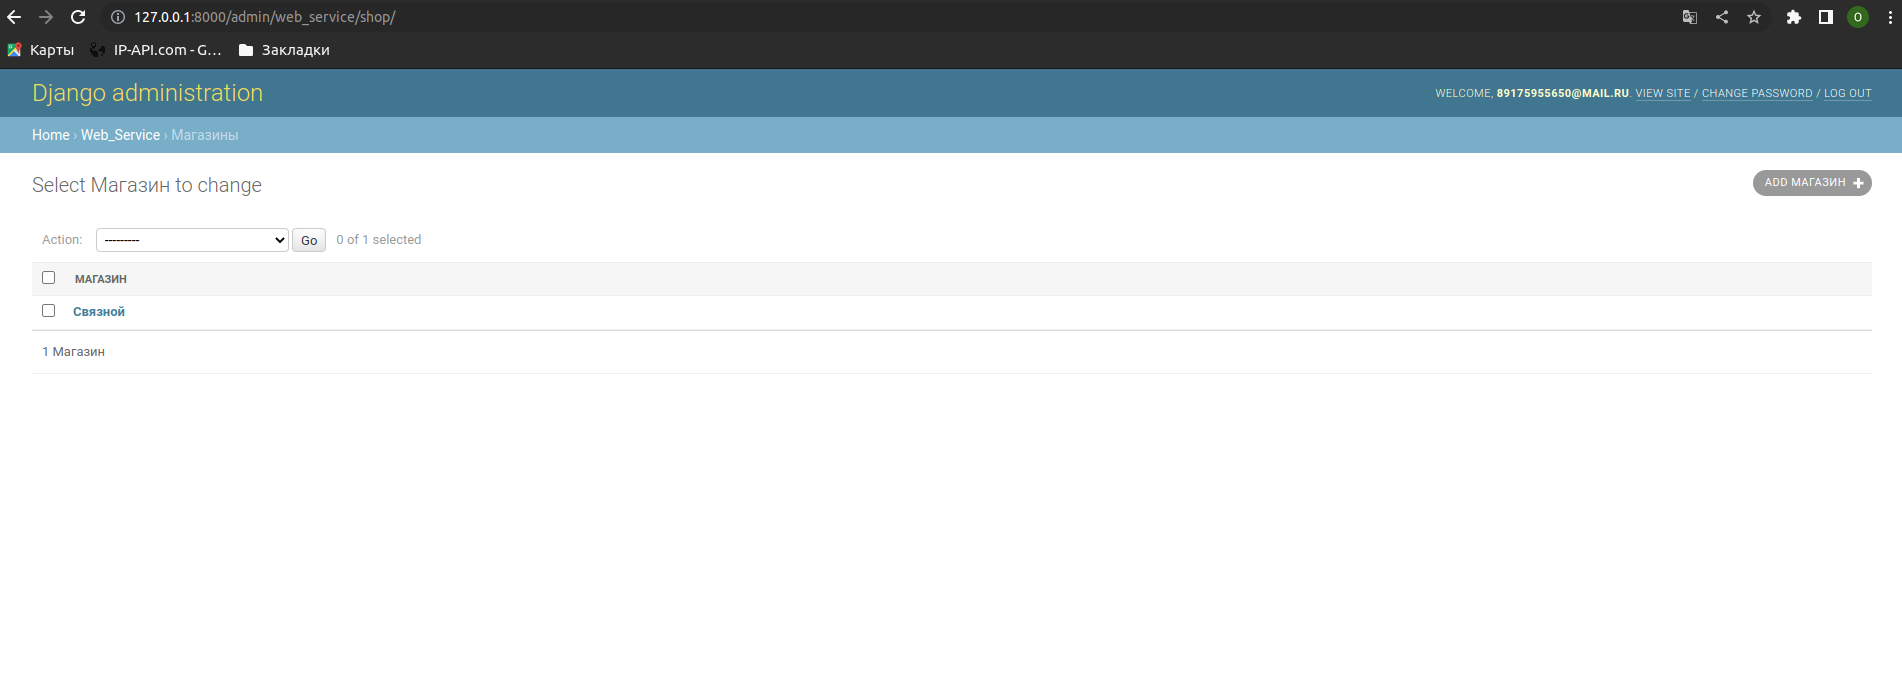 127.0.0.1:8000/admin/web_service/shop/
O
Карты IP-API.com - G... Закладки
Django administration
WELCOME, 89175955650@MAIL.RU. VIEW SITE / CHANGE PASSWORD / LOG OUT
Home › Web_Service › Магазины
Select Магазин to change
ADD МАГАЗИН +
Action: --------- Go 0 of 1 selected
МАГАЗИН
Связной
1 Магазин